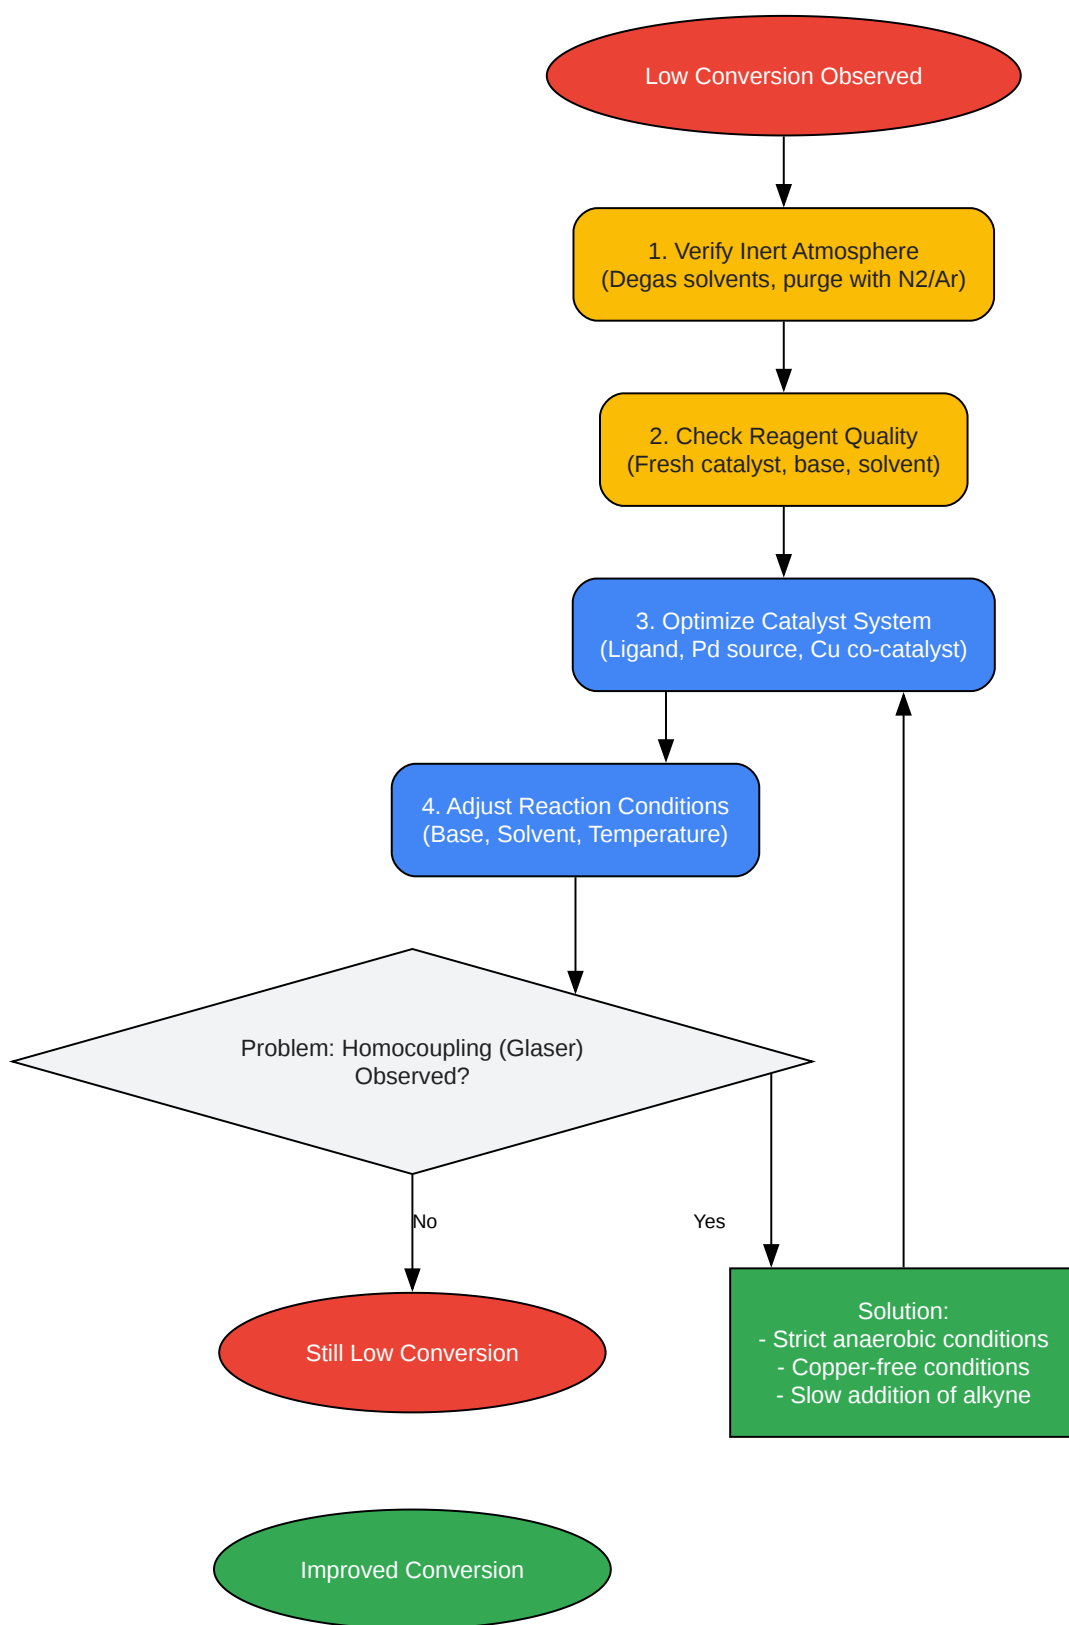 Low Conversion Observed
1. Verify Inert Atmosphere
(Degas solvents, purge with N2/Ar)
2. Check Reagent Quality
(Fresh catalyst, base, solvent)
3. Optimize Catalyst System
(Ligand, Pd source, Cu co-catalyst)
4. Adjust Reaction Conditions
(Base, Solvent, Temperature)
Problem: Homocoupling (Glaser)
Observed?
No
Yes
Solution:
- Strict anaerobic conditions
- Copper-free conditions
- Slow addition of alkyne
Still Low Conversion
Improved Conversion